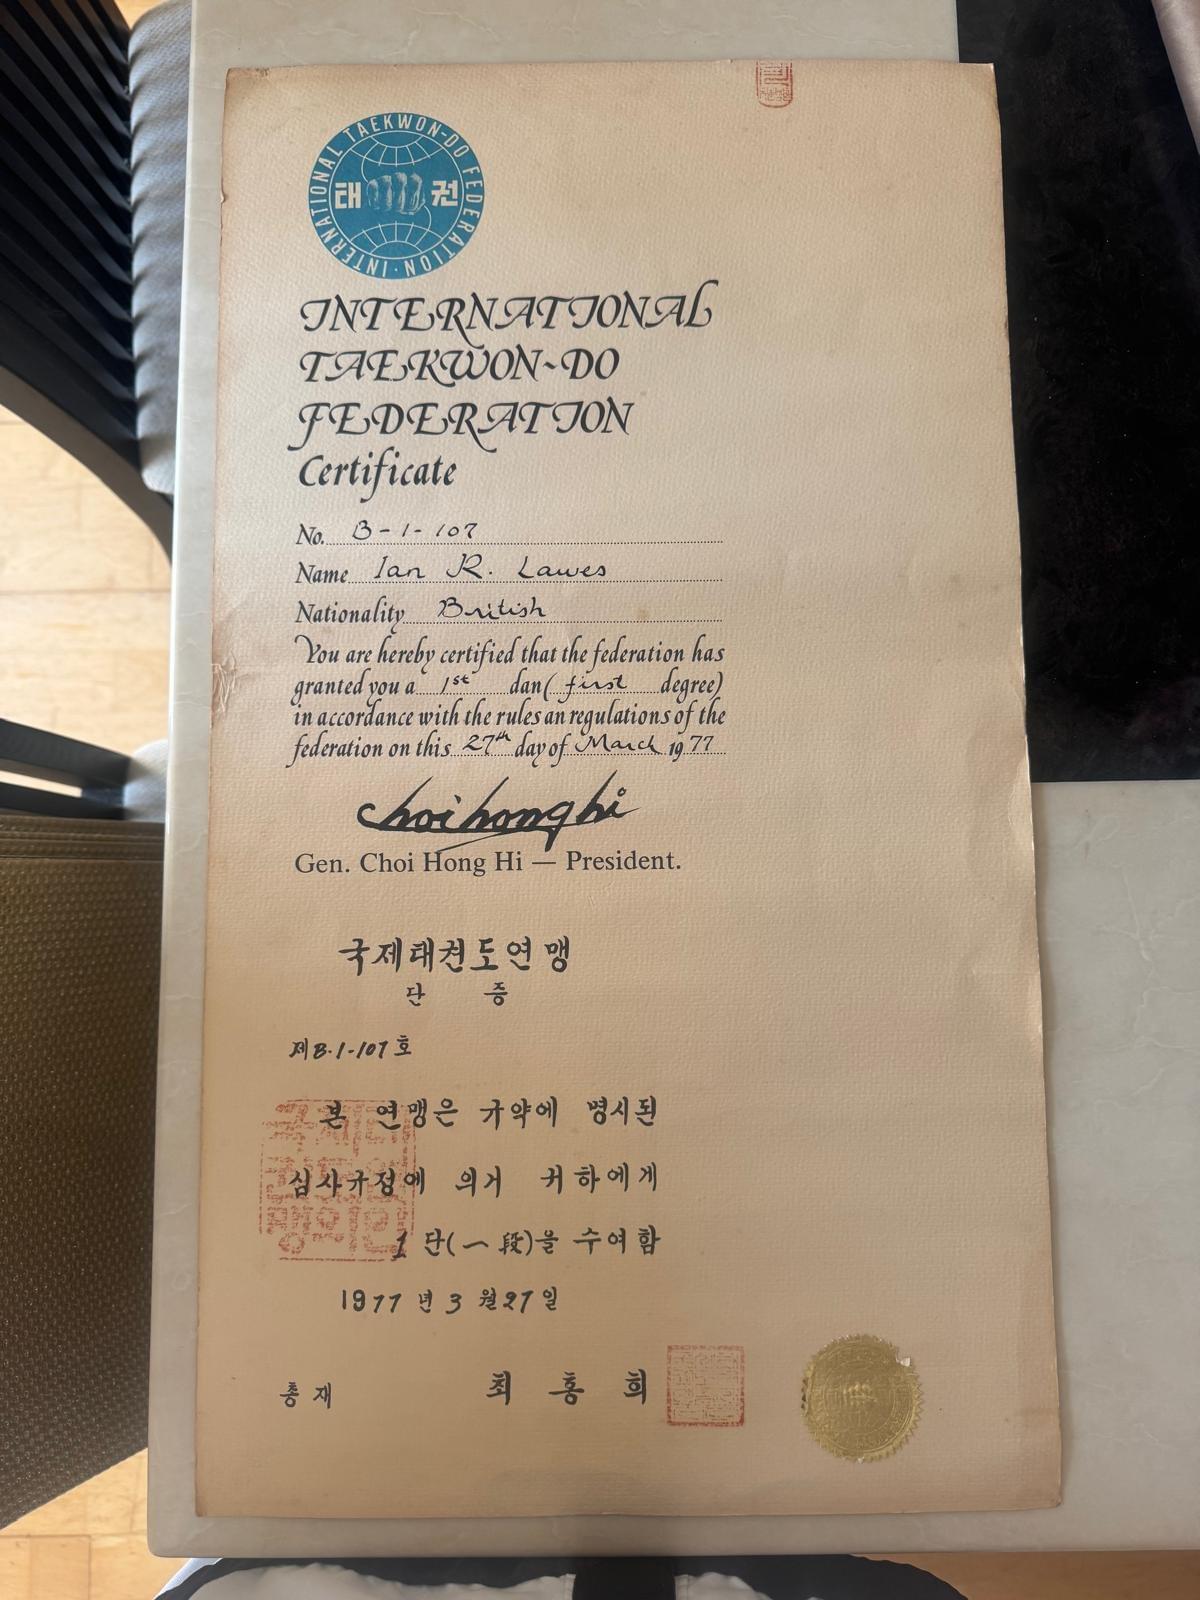 INTERNATIONAL TAEKWON-DO FEDERATION
태권
INTERNATIONAL
TAEKWON-DO
FEDERATION
Certificate
No. B-1-107
Name Ian R. Lawes
Nationality British
You are hereby certified that the federation has
granted you a 1st dan( first degree)
in accordance with the rules an regulations of the
federation on this 27th day of March 1977
choi hong hi
Gen. Choi Hong Hi — President.
국제태권도연맹
단 증
제B-1-107호
본 연맹은 규약에 명시된
심사규정에 의거 귀하에게
1단(一段)을 수여함
1977년 3월 27일
총재 최홍희